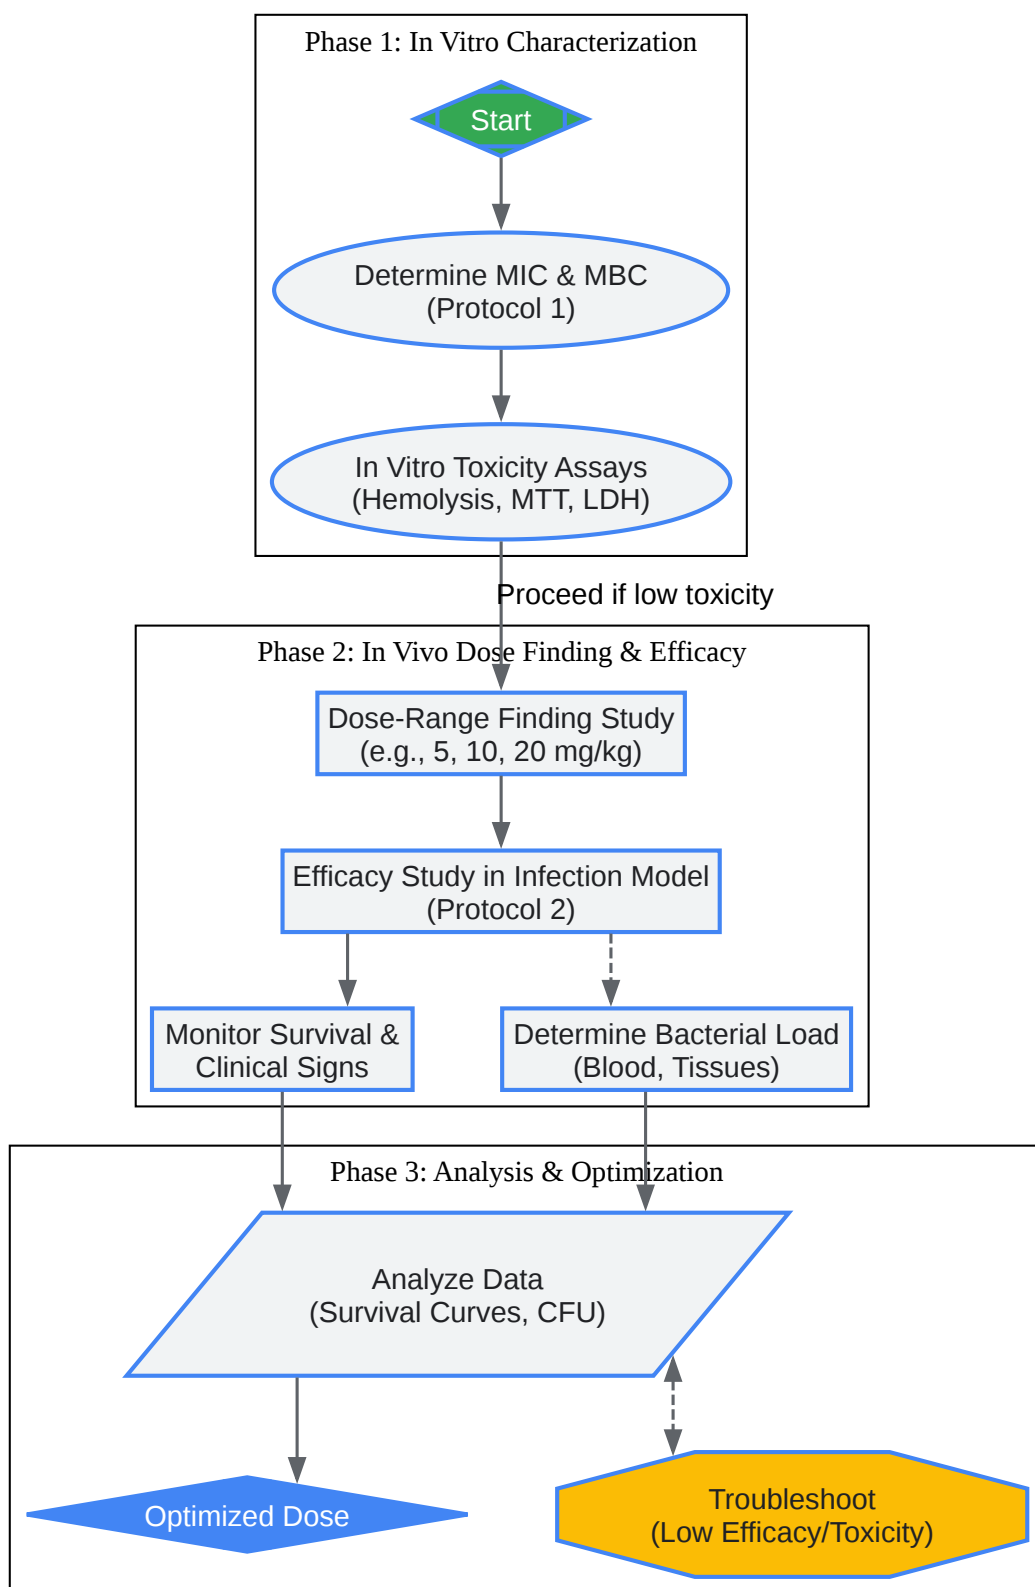 Phase 1: In Vitro Characterization
Start
Determine MIC & MBC
(Protocol 1)
In Vitro Toxicity Assays
(Hemolysis, MTT, LDH)
Proceed if low toxicity
Phase 2: In Vivo Dose Finding & Efficacy
Dose-Range Finding Study
(e.g., 5, 10, 20 mg/kg)
Efficacy Study in Infection Model
(Protocol 2)
Monitor Survival &
Clinical Signs
Determine Bacterial Load
(Blood, Tissues)
Phase 3: Analysis & Optimization
Analyze Data
(Survival Curves, CFU)
Optimized Dose
Troubleshoot
(Low Efficacy/Toxicity)